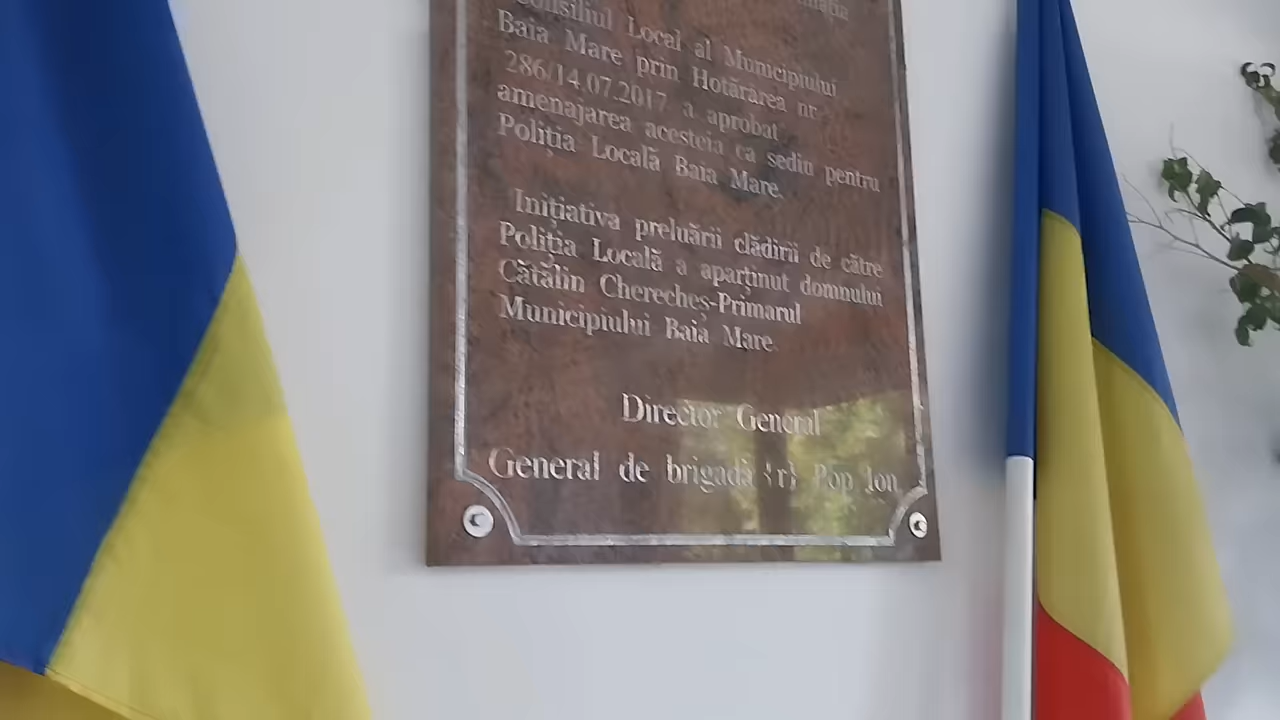 Consiliul Local al Municipiului
Baia Mare prin Hotărârea nr
286/14.07.2017 a aprobat
amenajarea acesteia ca sediu pentru
Poliția Locală Baia Mare.
Inițiativa preluării clădirii de către
Poliția Locală a aparținut domnului
Cătălin Cherecheș-Primarul
Municipiului Baia Mare.
Director General
General de brigadă {r} Pop Ion